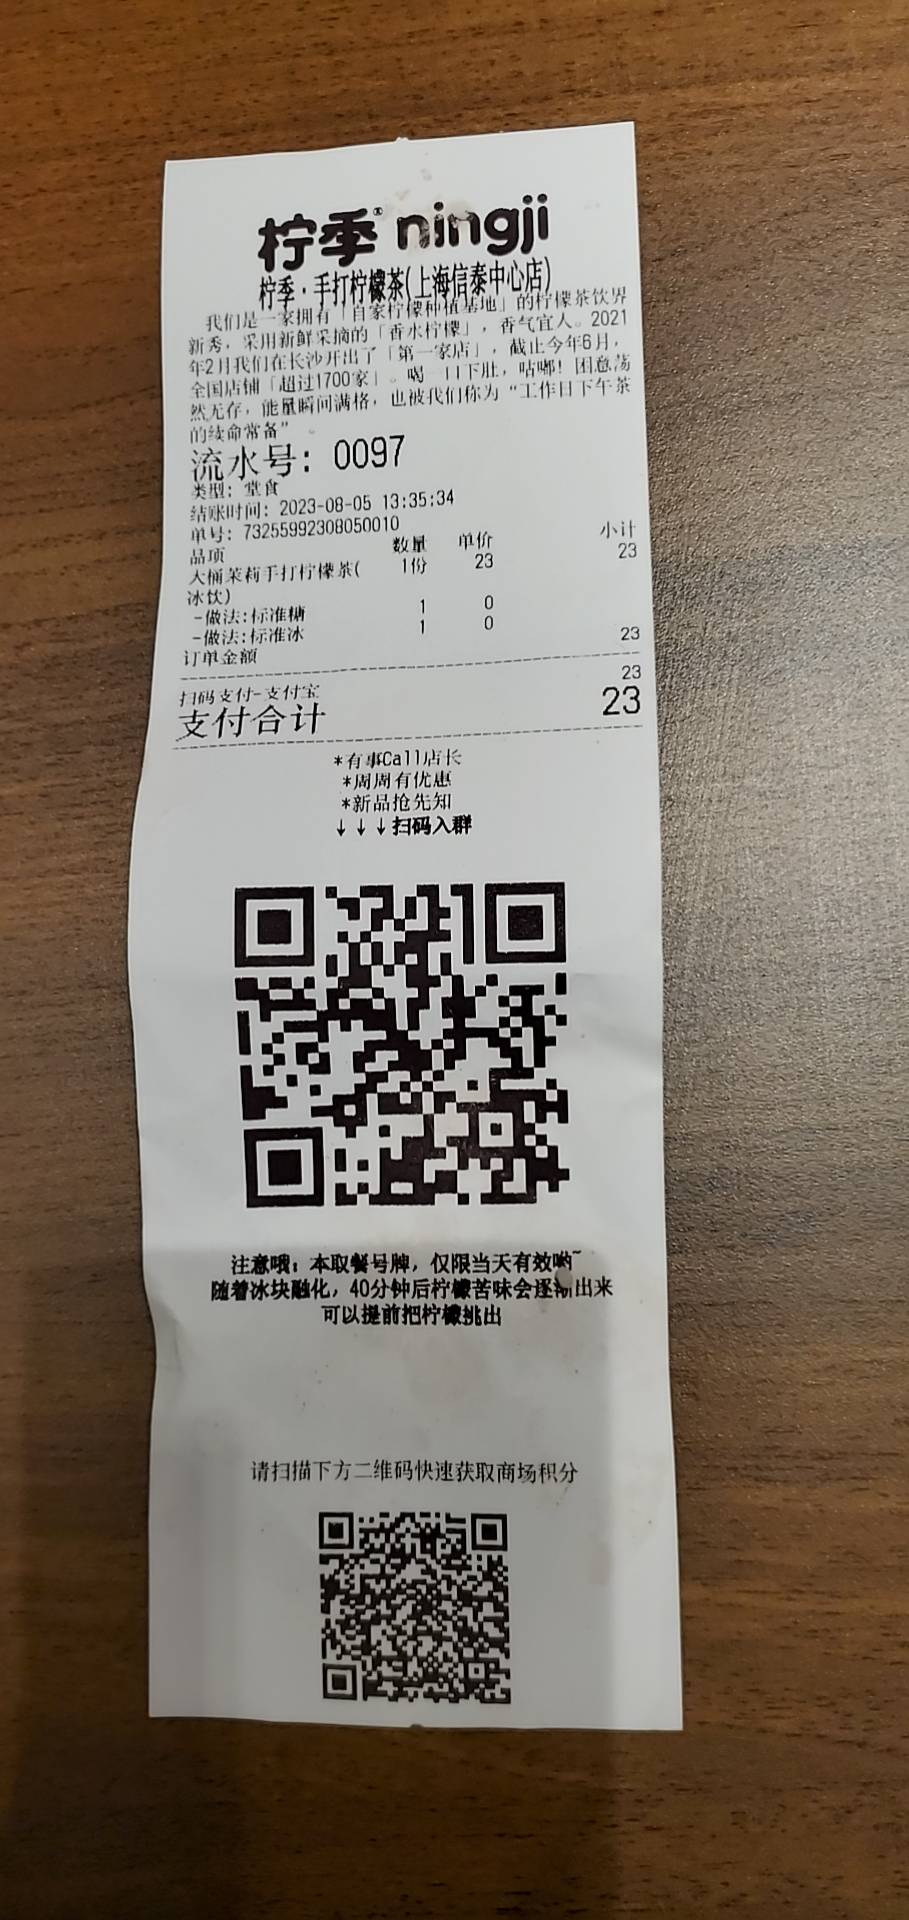 柠季® ningji
柠季·手打柠檬茶(上海信泰中心店)
我们是一家拥有「自家柠檬种植基地」的柠檬茶饮界
新秀，采用新鲜采摘的「香水柠檬」，香气宜人。2021
年2月我们在长沙开出了「第一家店」，截止今年6月，
全国店铺「超过1700家」。喝一口下肚，咕嘟！困意荡
然无存，能量瞬间满格，也被我们称为“工作日下午茶
的续命常备”
流水号: 0097
类型: 堂食
结账时间: 2023-08-05 13:35:34
单号: 73255992308050010
品项 数量 单价 小计
大桶茉莉手打柠檬茶( 1份 23 23
冰饮)
-做法:标准糖 1 0
-做法:标准冰 1 0
订单金额 23
扫码支付-支付宝 23
支付合计 23
*有事Call店长
*周周有优惠
*新品抢先知
↓↓↓扫码入群
注意哦：本取餐号牌，仅限当天有效哟~
随着冰块融化，40分钟后柠檬苦味会逐渐出来
可以提前把柠檬挑出
请扫描下方二维码快速获取商场积分